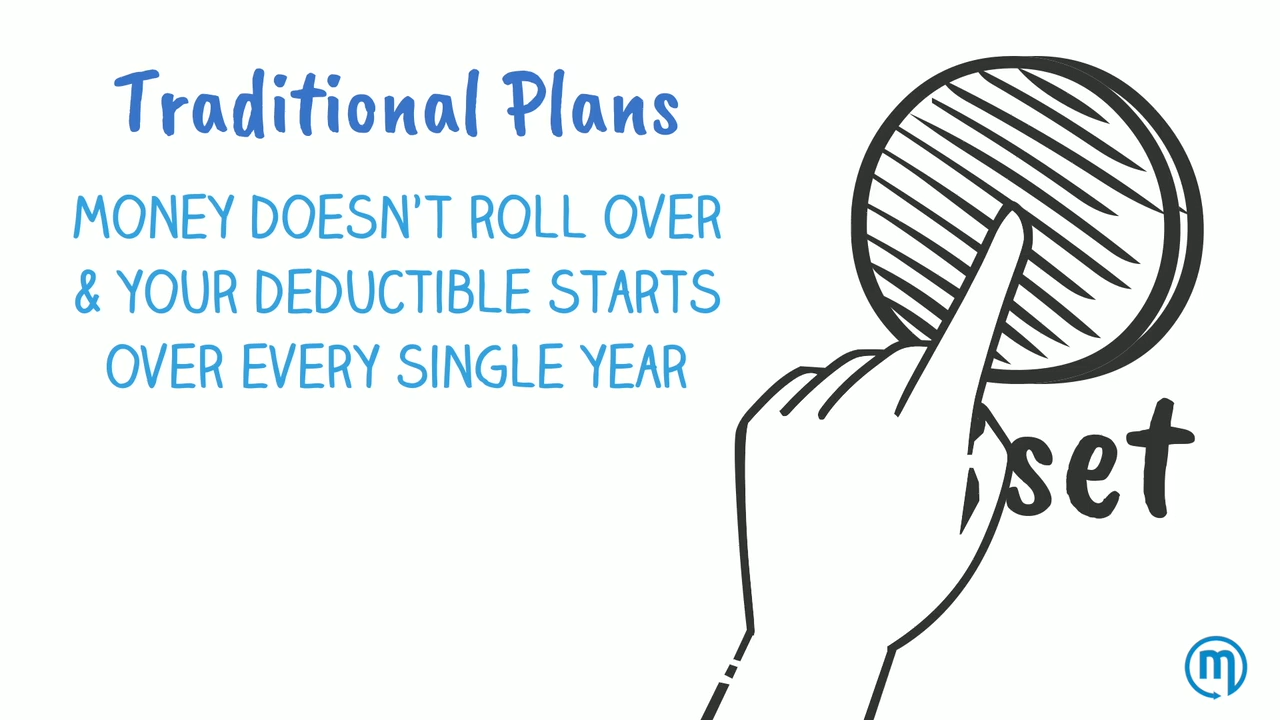 Traditional Plans
MONEY DOESN'T ROLL OVER
& YOUR DEDUCTIBLE STARTS
OVER EVERY SINGLE YEAR
set
m